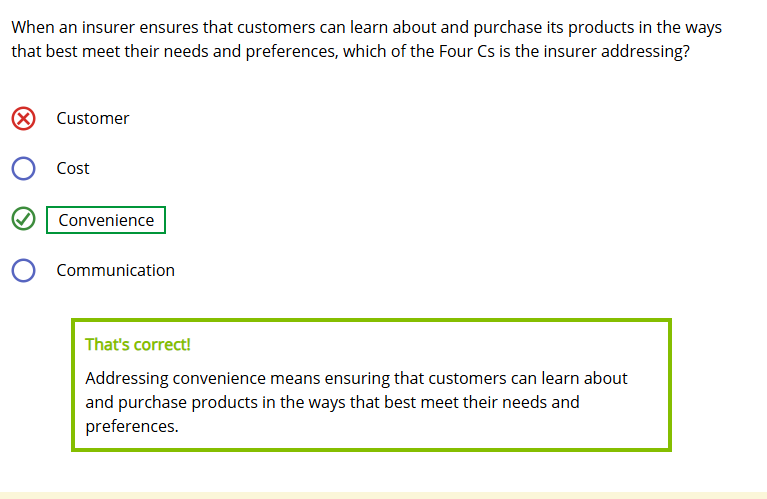 When an insurer ensures that customers can learn about and purchase its products in the ways
that best meet their needs and preferences, which of the Four Cs is the insurer addressing?
Customer
Cost
Convenience
Communication
That's correct!
Addressing convenience means ensuring that customers can learn about
and purchase products in the ways that best meet their needs and
preferences.